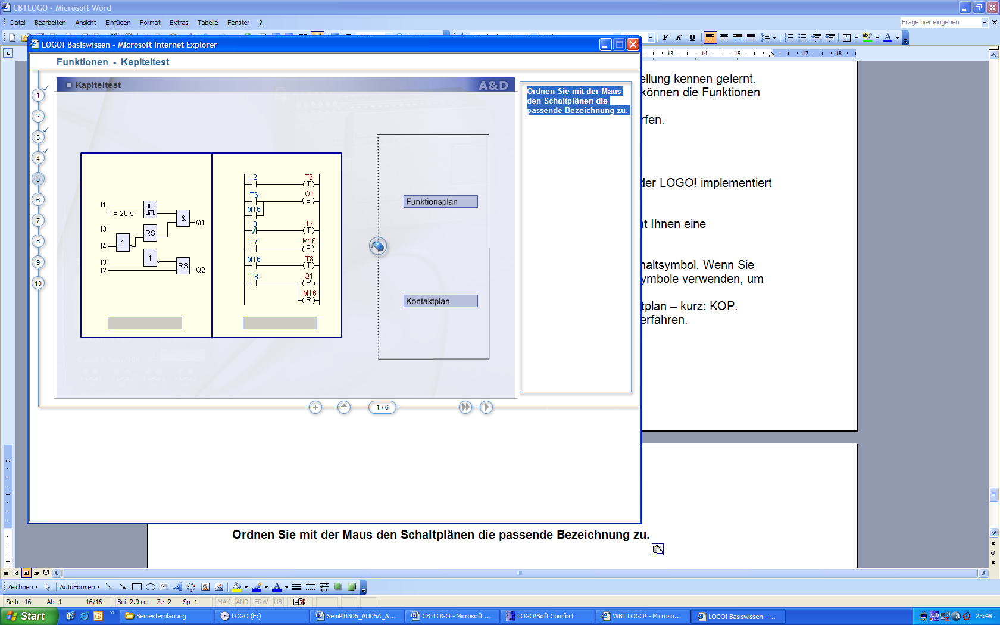 CBTLOGO - Microsoft Word
Datei Bearbeiten Ansicht Einfügen Format Extras Tabelle Fenster ?
Frage hier eingeben
F K U
LOGO! Basiswissen - Microsoft Internet Explorer
13 14 15 17 18
Funktionen - Kapiteltest
Kapiteltest
A&D
1
2
3
4
5
6
7
8
9
10
I1
T = 20 s
I3
RS
I4
1
&
Q1
I3
1
I2
RS
Q2
I2 T6
(T)
T6 Q1
(S)
M16
I3 T7
(T)
T7 M16
(S)
M16 T8
(T)
T8 Q1
(R)
M16
(R)
Funktionsplan
Kontaktplan
Ordnen Sie mit der Maus
den Schaltplänen die
passende Bezeichnung zu.
1 / 6
ellung kennen gelernt.
können die Funktionen
rfen.
der LOGO! implementiert
nt Ihnen eine
haltsymbol. Wenn Sie
ymbole verwenden, um
tplan – kurz: KOP.
erfahren.
Ordnen Sie mit der Maus den Schaltplänen die passende Bezeichnung zu.
Zeichnen AutoFormen
Seite 16 Ab 1 16/16 Bei 2.9 cm Ze 2 Sp 1 MAK ÄND ERW ÜB
Start Semesterplanung LOGO (E:) SemPl0306_AU05A_A... CBTLOGO - Microsoft ... LOGO!Soft Comfort WBT LOGO! - Microso... LOGO! Basiswissen - ... 23:48